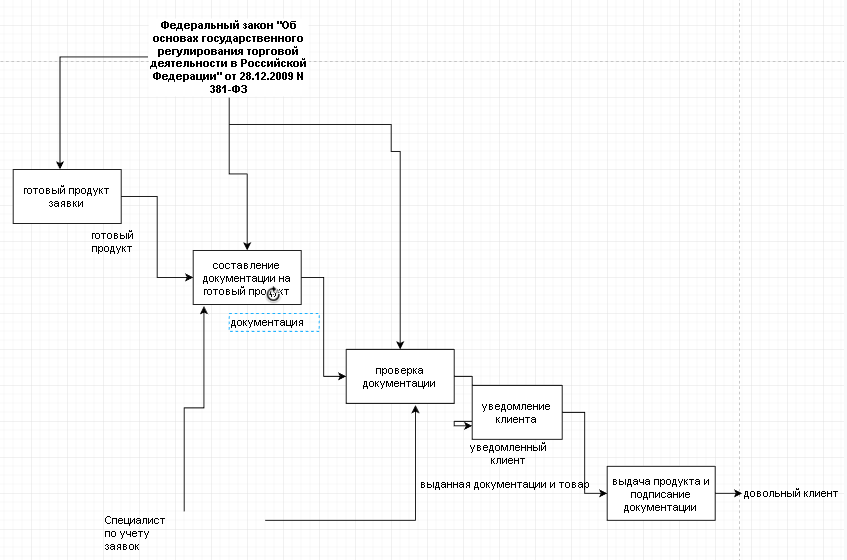 Федеральный закон "Об
основах государственного
регулирования торговой
деятельности в Российской
Федерации" от 28.12.2009 N
381-ФЗ
готовый продукт
заявки
готовый
продукт
составление
документации на
готовый продукт
документация
проверка
документации
уведомление
клиента
уведомленный
клиент
выданная документации и товар
выдача продукта и
подписание
документации
довольный клиент
Специалист
по учету
заявок